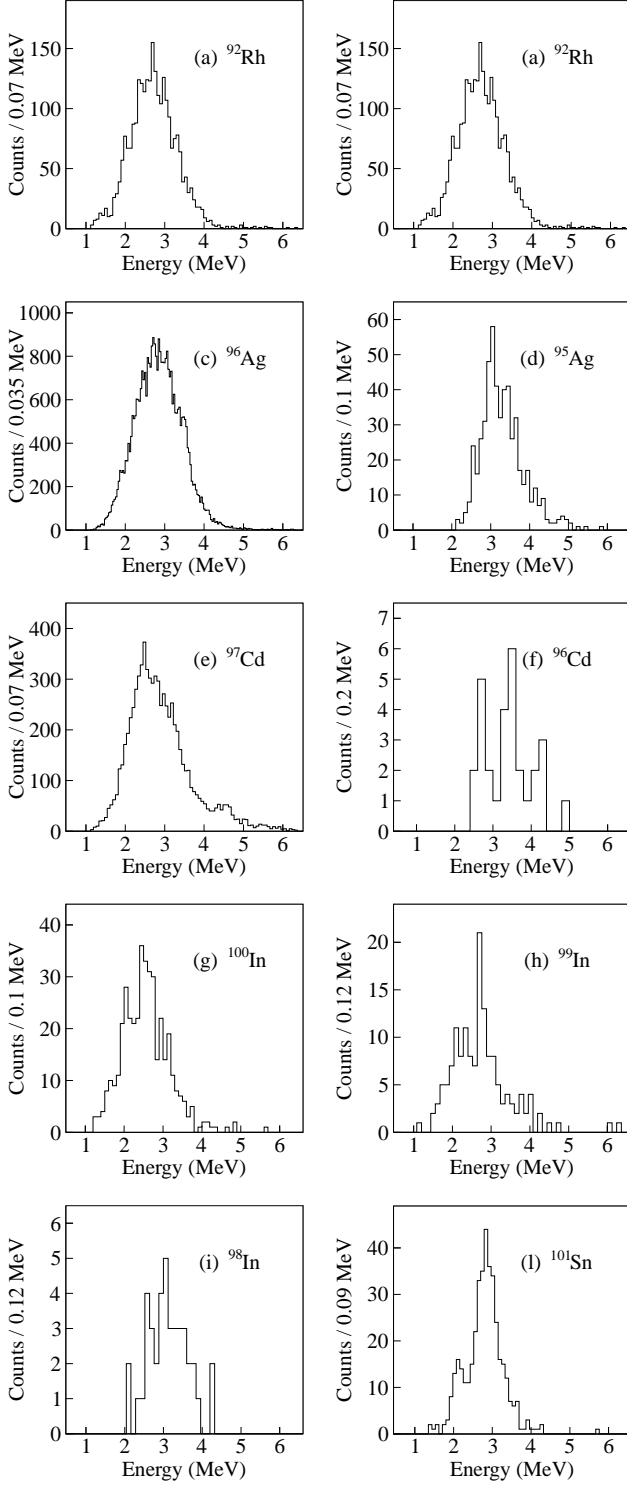 150
100
50
0
Counts / 0.07 MeV
(a) ⁹²Rh
1 2 3 4 5 6
Energy (MeV)
150
100
50
0
Counts / 0.07 MeV
(a) ⁹²Rh
1 2 3 4 5 6
Energy (MeV)
1000
800
600
400
200
0
Counts / 0.035 MeV
(c) ⁹⁶Ag
1 2 3 4 5 6
Energy (MeV)
60
50
40
30
20
10
0
Counts / 0.1 MeV
(d) ⁹⁵Ag
1 2 3 4 5 6
Energy (MeV)
400
300
200
100
0
Counts / 0.07 MeV
(e) ⁹⁷Cd
1 2 3 4 5 6
Energy (MeV)
7
6
5
4
3
2
1
0
Counts / 0.2 MeV
(f) ⁹⁶Cd
1 2 3 4 5 6
Energy (MeV)
40
30
20
10
0
Counts / 0.1 MeV
(g) ¹⁰⁰In
1 2 3 4 5 6
Energy (MeV)
20
15
10
5
0
Counts / 0.12 MeV
(h) ⁹⁹In
1 2 3 4 5 6
Energy (MeV)
6
5
4
3
2
1
0
Counts / 0.12 MeV
(i) ⁹⁸In
1 2 3 4 5 6
Energy (MeV)
40
30
20
10
0
Counts / 0.09 MeV
(l) ¹⁰¹Sn
1 2 3 4 5 6
Energy (MeV)